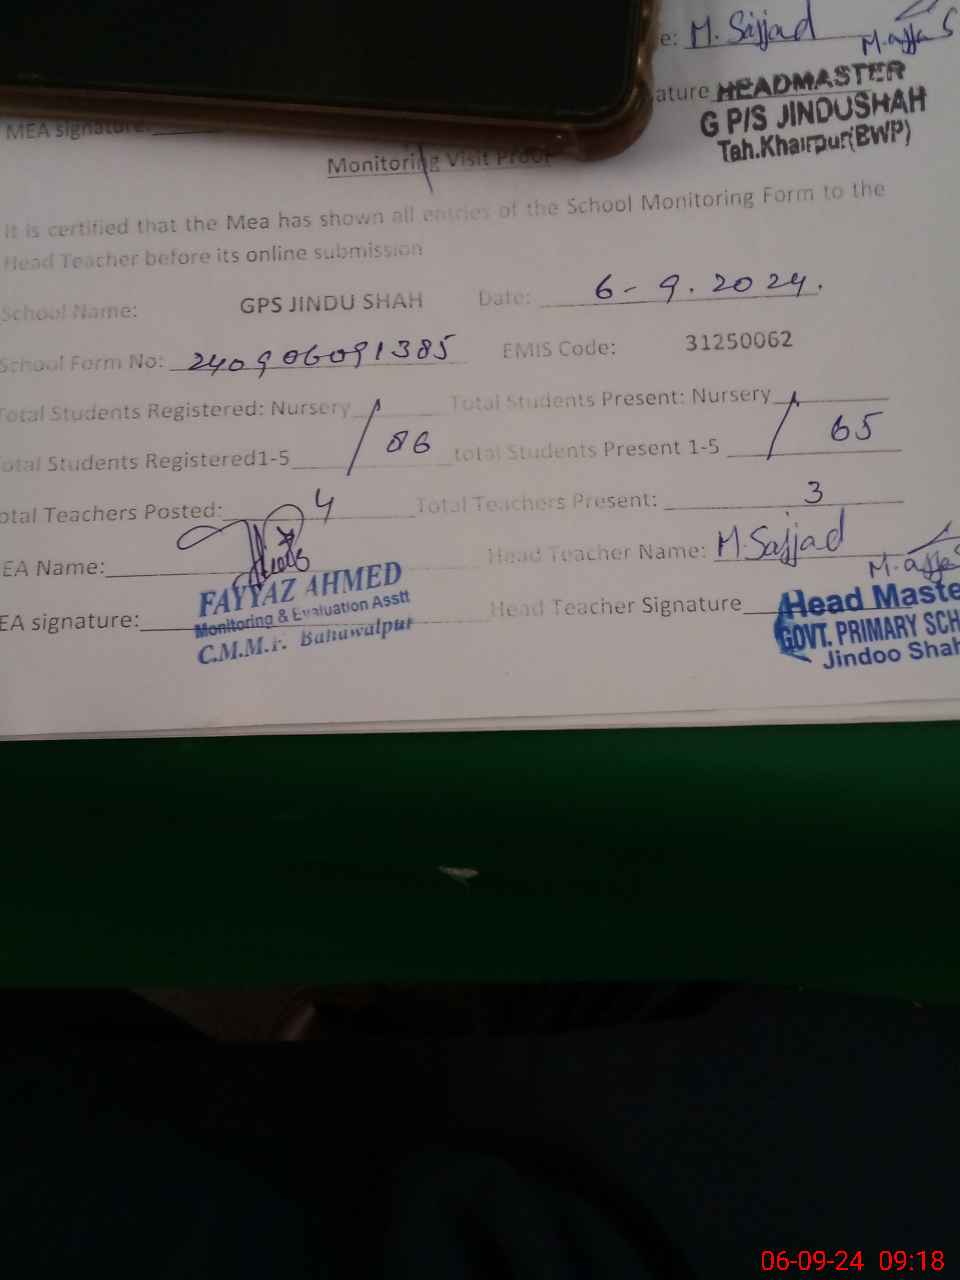 e: M. Sajjad
M. ajja S
MEA signature:
ature HEADMASTER
G P/S JINDUSHAH
Teh.Khairpur(BWP)
Monitoring Visit Proof
It is certified that the Mea has shown all entries of the School Monitoring Form to the
Head Teacher before its online submission
School Name: GPS JINDU SHAH Date: 6-9.2024.
School Form No: 240906091385 EMIS Code: 31250062
Total Students Registered: Nursery Total Students Present: Nursery
otal Students Registered1-5 86 total Students Present 1-5 65
otal Teachers Posted: 4 Total Teachers Present: 3
EA Name: Head Teacher Name: M.Sajjad
EA signature: Head Teacher Signature
FAYYAZ AHMED
Monitoring & Evaluation Asstt
C.M.M.F. Bahawalpur
Head Maste
GOVT. PRIMARY SCH
Jindoo Shah
06-09-24 09:18